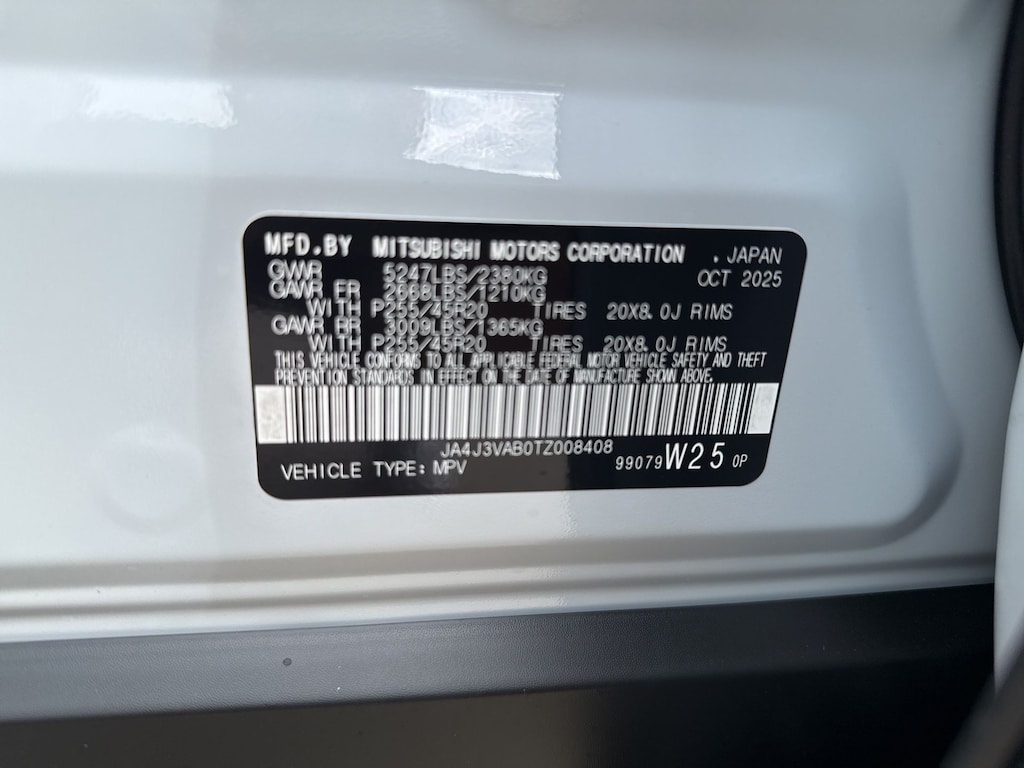 MFD.BY MITSUBISHI MOTORS CORPORATION . JAPAN
GVWR 5247LBS/2380KG OCT 2025
GAWR FR 2668LBS/1210KG
WITH P255/45R20 TIRES 20X8.0J RIMS
GAWR RR 3009LBS/1365KG
WITH P255/45R20 TIRES 20X8.0J RIMS
THIS VEHICLE CONFORMS TO ALL APPLICABLE FEDERAL MOTOR VEHICLE SAFETY AND THEFT
PREVENTION STANDARDS IN EFFECT ON THE DATE OF MANUFACTURE SHOWN ABOVE.
JA4J3VAB0TZ008408
VEHICLE TYPE: MPV 99079 W25 0P